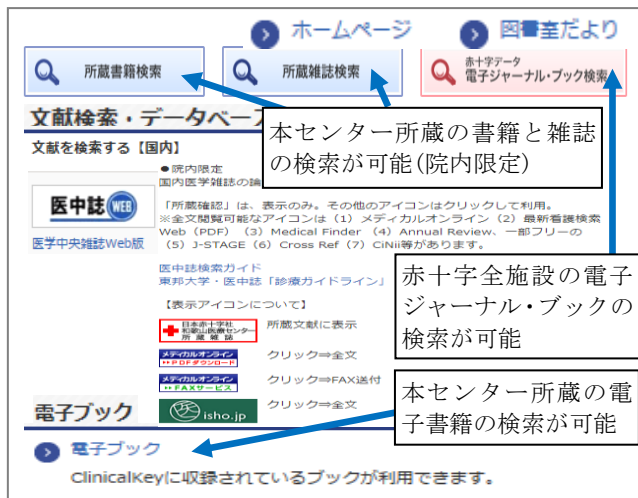 ホームページ
図書室だより
所蔵書籍検索
所蔵雑誌検索
赤十字データ
電子ジャーナル・ブック検索
文献検索・データベー
本センター所蔵の書籍と雑誌
の検索が可能(院内限定)
文献を検索する【国内】
●院内限定
国内医学雑誌の論
医中誌WEB
医学中央雑誌Web版
「所蔵確認」は、表示のみ。その他のアイコンはクリックして利用。
※全文閲覧可能なアイコンは（1）メディカルオンライン（2）最新看護検索
Web（PDF）（3）Medical Finder（4）Annual Review、一部フリーの
（5）J-STAGE（6）Cross Ref（7）CiNii等があります。
医中誌検索ガイド
東邦大学・医中誌「診療ガイドライン」
赤十字全施設の電子
ジャーナル・ブックの
検索が可能
【表示アイコンについて】
日本赤十字社
和歌山医療センター
所蔵雑誌
所蔵文献に表示
メディカルオンライン
PDFダウンロード
クリック⇒全文
メディカルオンライン
FAXサービス
クリック⇒FAX送付
isho.jp
クリック⇒全文
本センター所蔵の電
子書籍の検索が可能
電子ブック
電子ブック
ClinicalKeyに収録されているブックが利用できます。